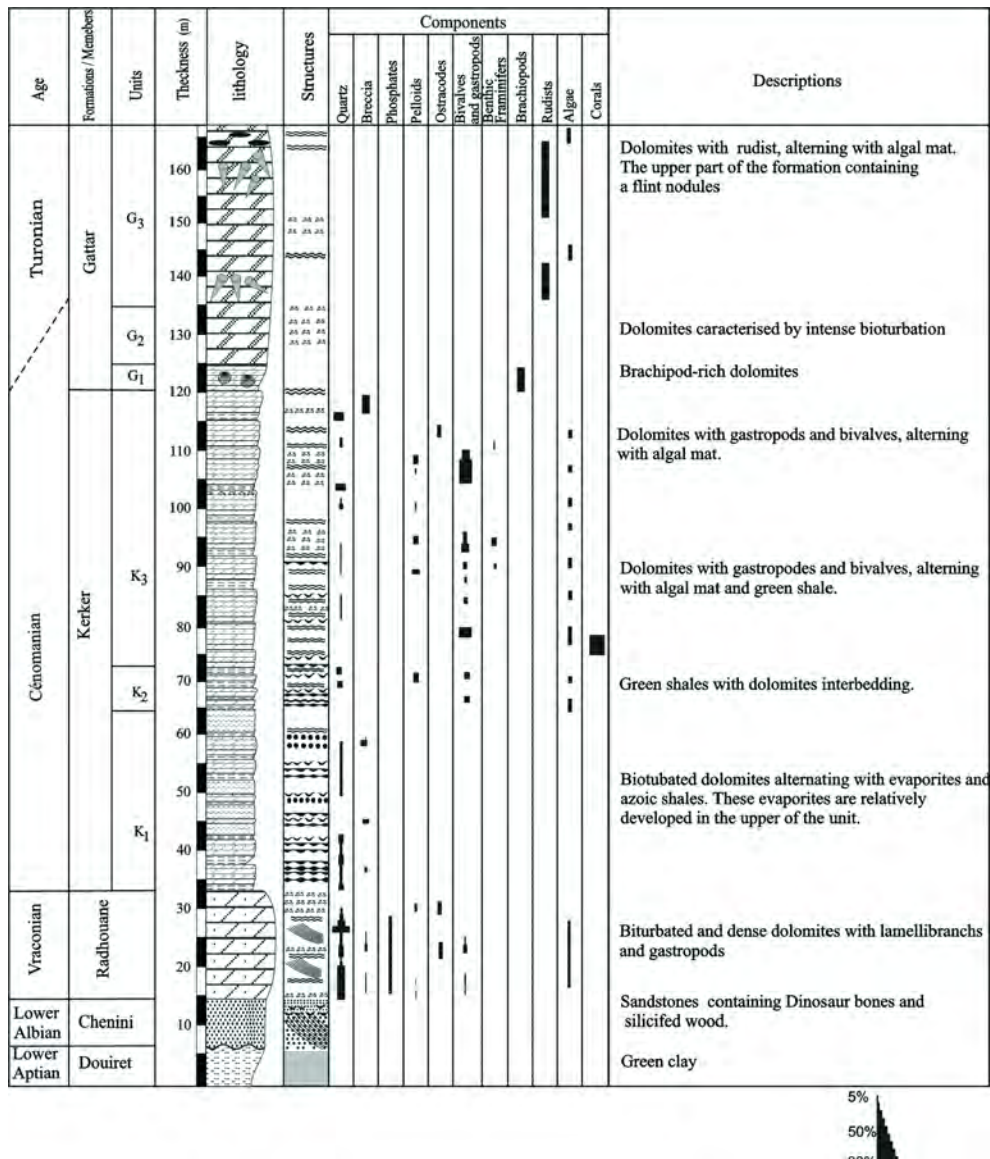 Components
Age
Formations / Memebers
Units
Theckness (m)
lithology
Structures
Quartz
Breccia
Phosphates
Pelloids
Ostracodes
Bivalves
and gastropods
Benthic
Framinifers
Brachiopods
Rudists
Algae
Corals
Descriptions
Turonian
Cénomanian
Vraconian
Lower
Albian
Lower
Aptian
Gattar
Kerker
Radhouane
Chenini
Douiret
G3
G2
G1
K3
K2
K1
160
150
140
130
120
110
100
90
80
70
60
50
40
30
20
10
Dolomites with rudist, alterning with algal mat.
The upper part of the formation containing
a flint nodules
Dolomites caracterised by intense bioturbation
Brachipod-rich dolomites
Dolomites with gastropods and bivalves, alterning
with algal mat.
Dolomites with gastropodes and bivalves, alterning
with algal mat and green shale.
Green shales with dolomites interbedding.
Biotubated dolomites alternating with evaporites and
azoic shales. These evaporites are relatively
developed in the upper of the unit.
Biturbated and dense dolomites with lamellibranchs
and gastropods
Sandstones containing Dinosaur bones and
silicifed wood.
Green clay
5%
50%